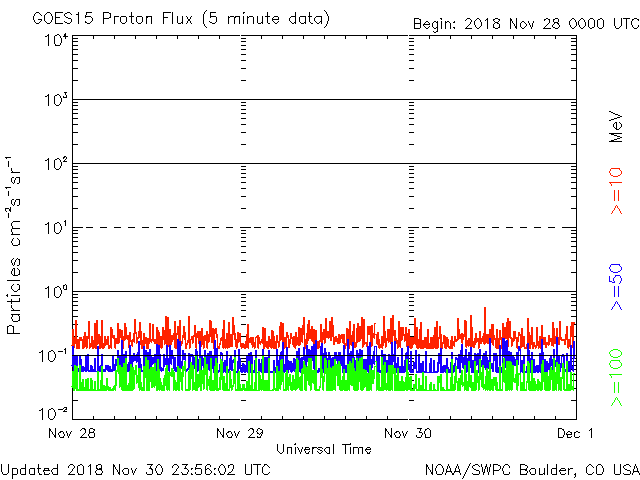 GOES15 Proton Flux (5 minute data)
Begin: 2018 Nov 28 0000 UTC
10⁴
10³
10²
10¹
10⁰
10⁻¹
10⁻²
Particles cm⁻²s⁻¹sr⁻¹
MeV
>=10
>=50
>=100
Nov 28 Nov 29 Nov 30 Dec 1
Universal Time
Updated 2018 Nov 30 23:56:02 UTC
NOAA/SWPC Boulder, CO USA